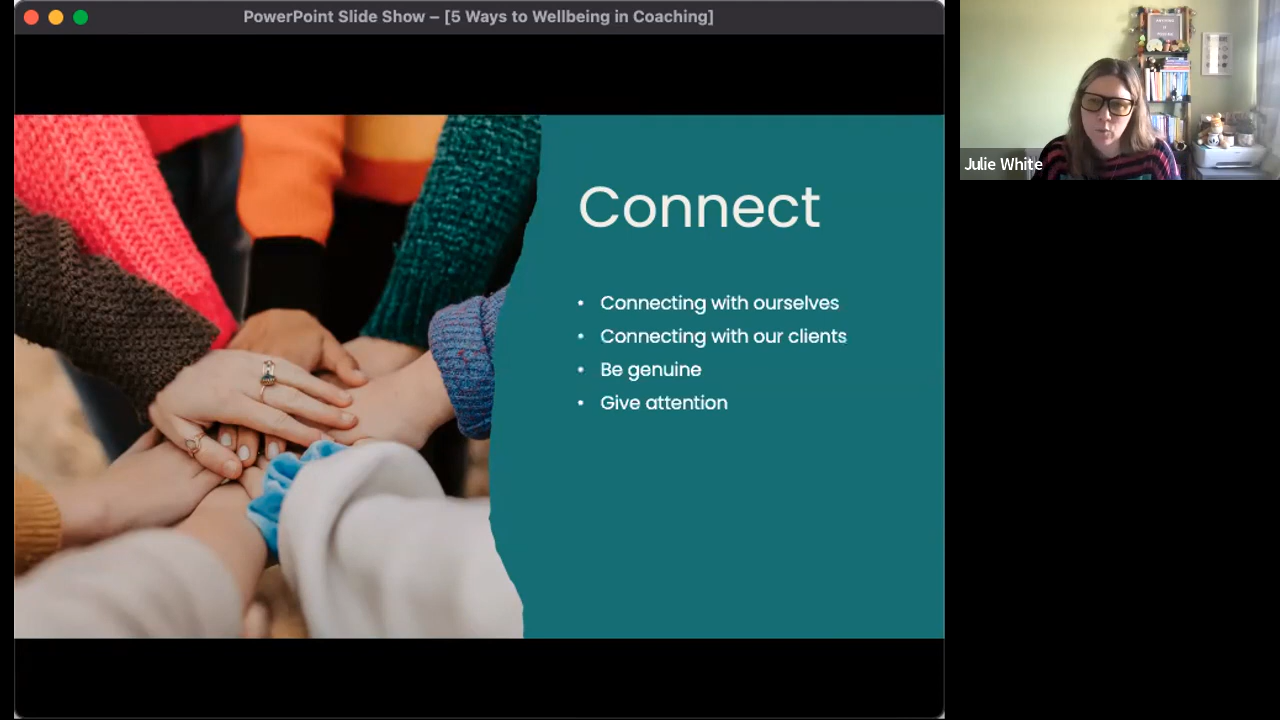 PowerPoint Slide Show – [5 Ways to Wellbeing in Coaching]
Connect
• Connecting with ourselves
• Connecting with our clients
• Be genuine
• Give attention
Julie White